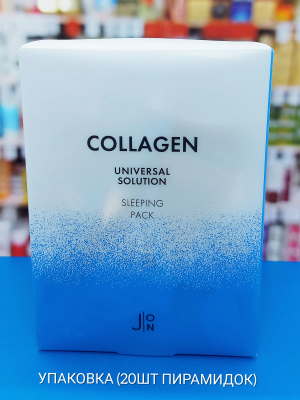 COLLAGEN
UNIVERSAL
SOLUTION
SLEEPING
PACK
J:ON
УПАКОВКА (20ШТ ПИРАМИДОК)